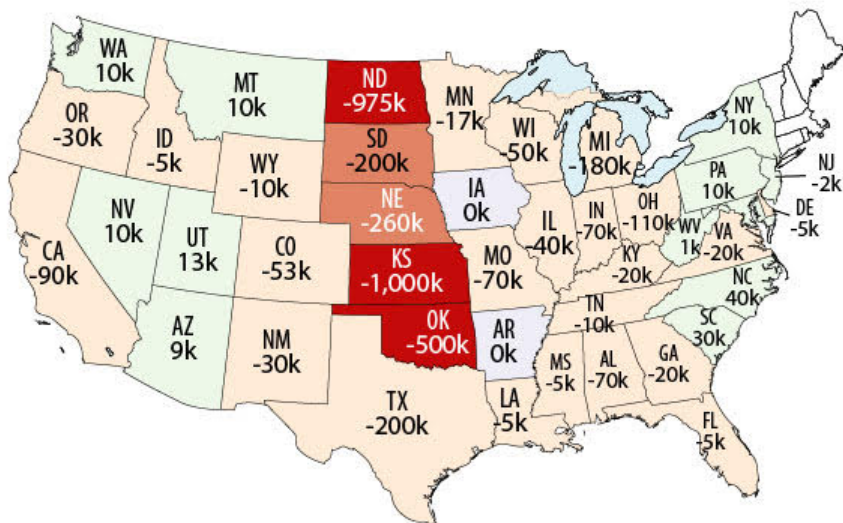 WA
10k
MT
10k
ND
-975k
MN
-17k
OR
-30k
ID
-5k
WY
-10k
SD
-200k
WI
-50k
MI
-180k
NY
10k
NJ
-2k
PA
10k
DE
-5k
NV
10k
UT
13k
CO
-53k
NE
-260k
IA
0k
IL
-40k
IN
-70k
OH
-110k
WV
1k
VA
-20k
CA
-90k
KS
-1,000k
MO
-70k
KY
-20k
NC
40k
AZ
9k
NM
-30k
OK
-500k
AR
0k
TN
-10k
SC
30k
TX
-200k
LA
-5k
MS
-5k
AL
-70k
GA
-20k
FL
-5k